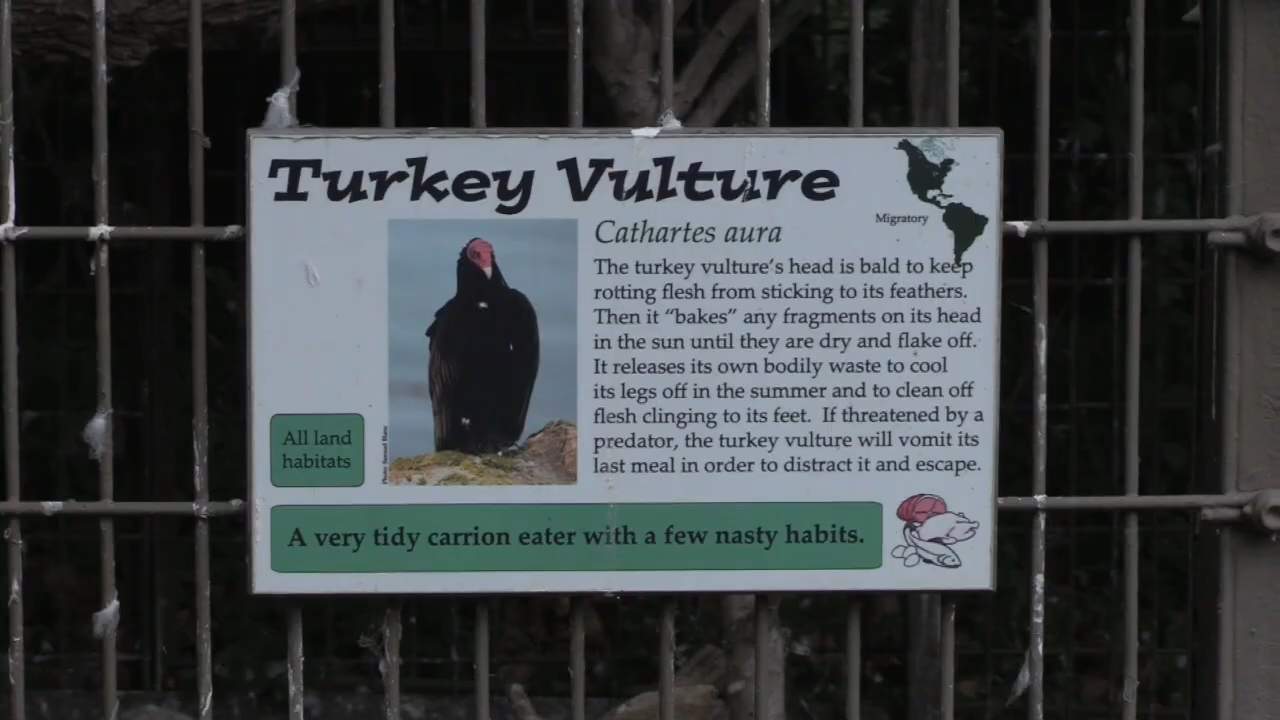 Turkey Vulture
Migratory
Cathartes aura
The turkey vulture's head is bald to keep
rotting flesh from sticking to its feathers.
Then it "bakes" any fragments on its head
in the sun until they are dry and flake off.
It releases its own bodily waste to cool
its legs off in the summer and to clean off
flesh clinging to its feet.  If threatened by a
predator, the turkey vulture will vomit its
last meal in order to distract it and escape.
All land
habitats
A very tidy carrion eater with a few nasty habits.